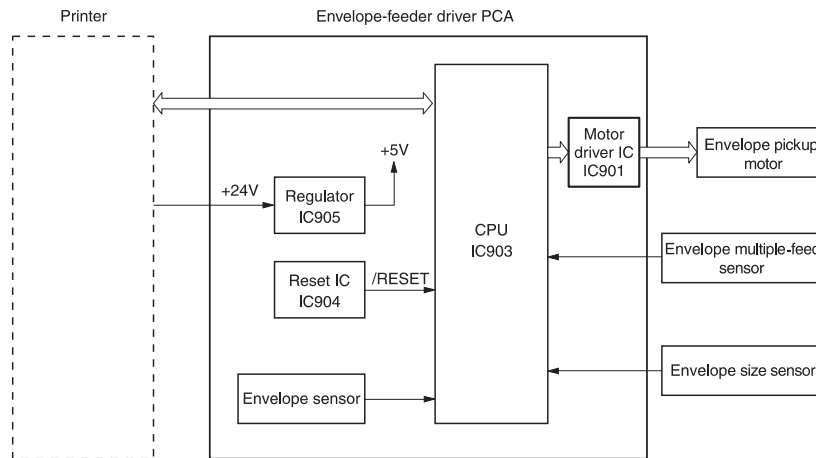 Printer
Envelope-feeder driver PCA
Motor
driver IC
IC901
Envelope pickup
motor
+5V
+24V
Regulator
IC905
CPU
IC903
Envelope multiple-feed
sensor
Reset IC
IC904
/RESET
Envelope size sensor
Envelope sensor